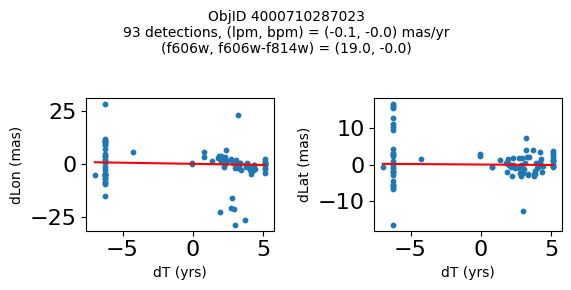 ObjID 4000710287023
93 detections, (lpm, bpm) = (-0.1, -0.0) mas/yr
(f606w, f606w-f814w) = (19.0, -0.0)
dLon (mas)
25
0
−25
−5
0
5
dT (yrs)
dLat (mas)
10
0
−10
−5
0
5
dT (yrs)